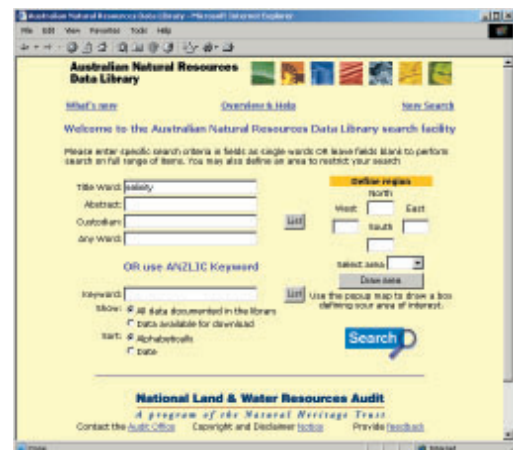 Australian Natural Resources Data Library - Microsoft Internet Explorer
File Edit View Favorites Tools Help
Australian Natural Resources
Data Library
What's new Overview & Help New Search
Welcome to the Australian Natural Resources Data Library search facility
Please enter specific search criteria in fields as single words OR leave fields blank to perform
search on full range of items. You may also define an area to restrict your search
Define region
Title Word: salinity North
Abstract: West East
Custodian: List South
Any Word:
OR use ANZLIC Keyword Select area
Draw area
Keyword: List Use the popup map to draw a box
defining your area of interest.
Show: All data documented in the library
Data available for download
Sort: Alphabetically Search
Date
National Land & Water Resources Audit
A program of the Natural Heritage Trust
Contact the Audit Office Copyright and Disclaimer Notice Provide feedback
Internet